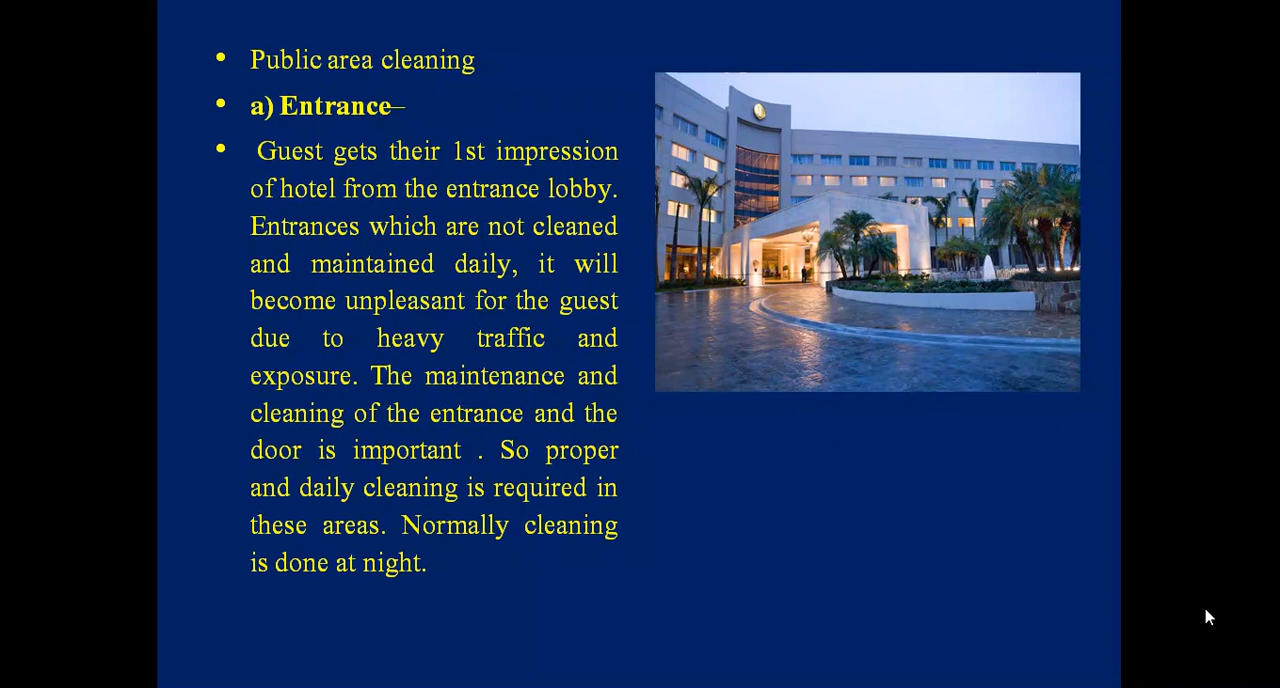 • Public area cleaning
• a) Entrance–
• Guest gets their 1st impression
of hotel from the entrance lobby.
Entrances which are not cleaned
and maintained daily, it will
become unpleasant for the guest
due to heavy traffic and
exposure. The maintenance and
cleaning of the entrance and the
door is important . So proper
and daily cleaning is required in
these areas. Normally cleaning
is done at night.